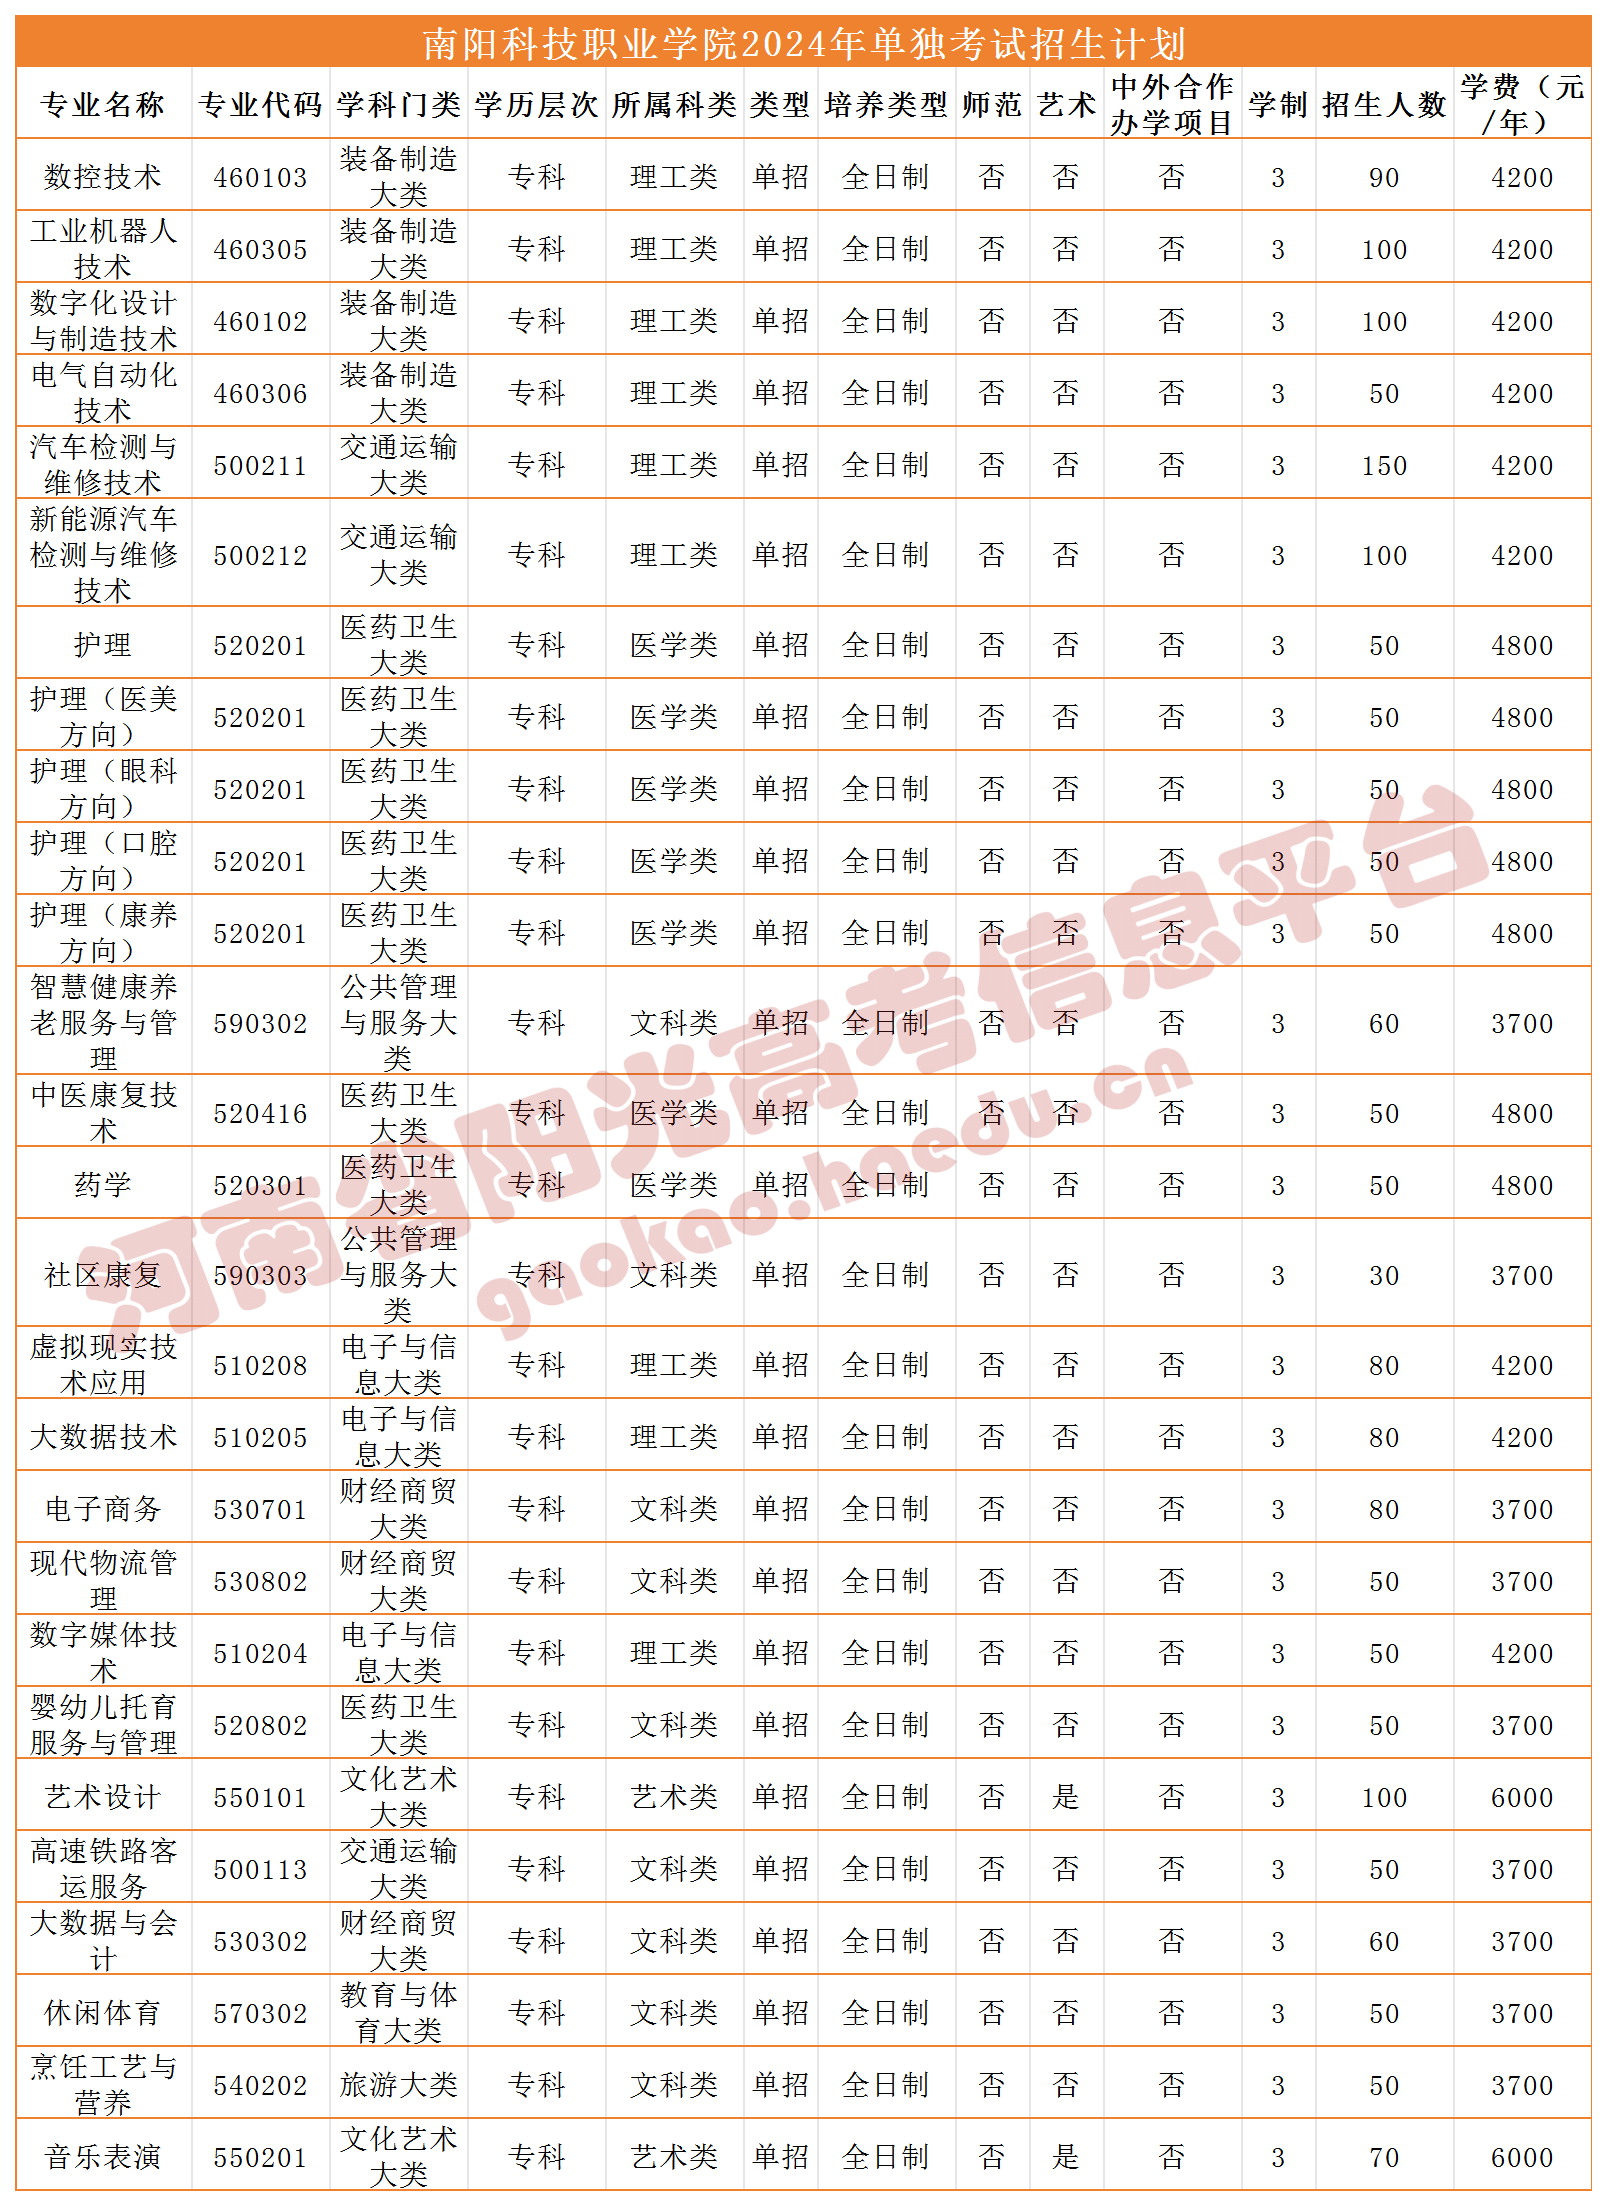 南阳科技职业学院2024年单独考试招生计划
专业名称 专业代码 学科门类 学历层次 所属科类 类型 培养类型 师范 艺术 中外合作办学项目 学制 招生人数 学费（元/年）
数控技术 460103 装备制造大类 专科 理工类 单招 全日制 否 否 否 3 90 4200
工业机器人技术 460305 装备制造大类 专科 理工类 单招 全日制 否 否 否 3 100 4200
数字化设计与制造技术 460102 装备制造大类 专科 理工类 单招 全日制 否 否 否 3 100 4200
电气自动化技术 460306 装备制造大类 专科 理工类 单招 全日制 否 否 否 3 50 4200
汽车检测与维修技术 500211 交通运输大类 专科 理工类 单招 全日制 否 否 否 3 150 4200
新能源汽车检测与维修技术 500212 交通运输大类 专科 理工类 单招 全日制 否 否 否 3 100 4200
护理 520201 医药卫生大类 专科 医学类 单招 全日制 否 否 否 3 50 4800
护理（医美方向） 520201 医药卫生大类 专科 医学类 单招 全日制 否 否 否 3 50 4800
护理（眼科方向） 520201 医药卫生大类 专科 医学类 单招 全日制 否 否 否 3 50 4800
护理（口腔方向） 520201 医药卫生大类 专科 医学类 单招 全日制 否 否 否 3 50 4800
护理（康养方向） 520201 医药卫生大类 专科 医学类 单招 全日制 否 否 否 3 50 4800
智慧健康养老服务与管理 590302 公共管理与服务大类 专科 文科类 单招 全日制 否 否 否 3 60 3700
中医康复技术 520416 医药卫生大类 专科 医学类 单招 全日制 否 否 否 3 50 4800
药学 520301 医药卫生大类 专科 医学类 单招 全日制 否 否 否 3 50 4800
社区康复 590303 公共管理与服务大类 专科 文科类 单招 全日制 否 否 否 3 30 3700
虚拟现实技术应用 510208 电子与信息大类 专科 理工类 单招 全日制 否 否 否 3 80 4200
大数据技术 510205 电子与信息大类 专科 理工类 单招 全日制 否 否 否 3 80 4200
电子商务 530701 财经商贸大类 专科 文科类 单招 全日制 否 否 否 3 80 3700
现代物流管理 530802 财经商贸大类 专科 文科类 单招 全日制 否 否 否 3 50 3700
数字媒体技术 510204 电子与信息大类 专科 理工类 单招 全日制 否 否 否 3 50 4200
婴幼儿托育服务与管理 520802 医药卫生大类 专科 文科类 单招 全日制 否 否 否 3 50 3700
艺术设计 550101 文化艺术大类 专科 艺术类 单招 全日制 否 是 否 3 100 6000
高速铁路客运服务 500113 交通运输大类 专科 文科类 单招 全日制 否 否 否 3 50 3700
大数据与会计 530302 财经商贸大类 专科 文科类 单招 全日制 否 否 否 3 60 3700
休闲体育 570302 教育与体育大类 专科 文科类 单招 全日制 否 否 否 3 50 3700
烹饪工艺与营养 540202 旅游大类 专科 文科类 单招 全日制 否 否 否 3 50 3700
音乐表演 550201 文化艺术大类 专科 艺术类 单招 全日制 否 是 否 3 70 6000
河南省阳光高考信息平台
gaokao.haedu.cn